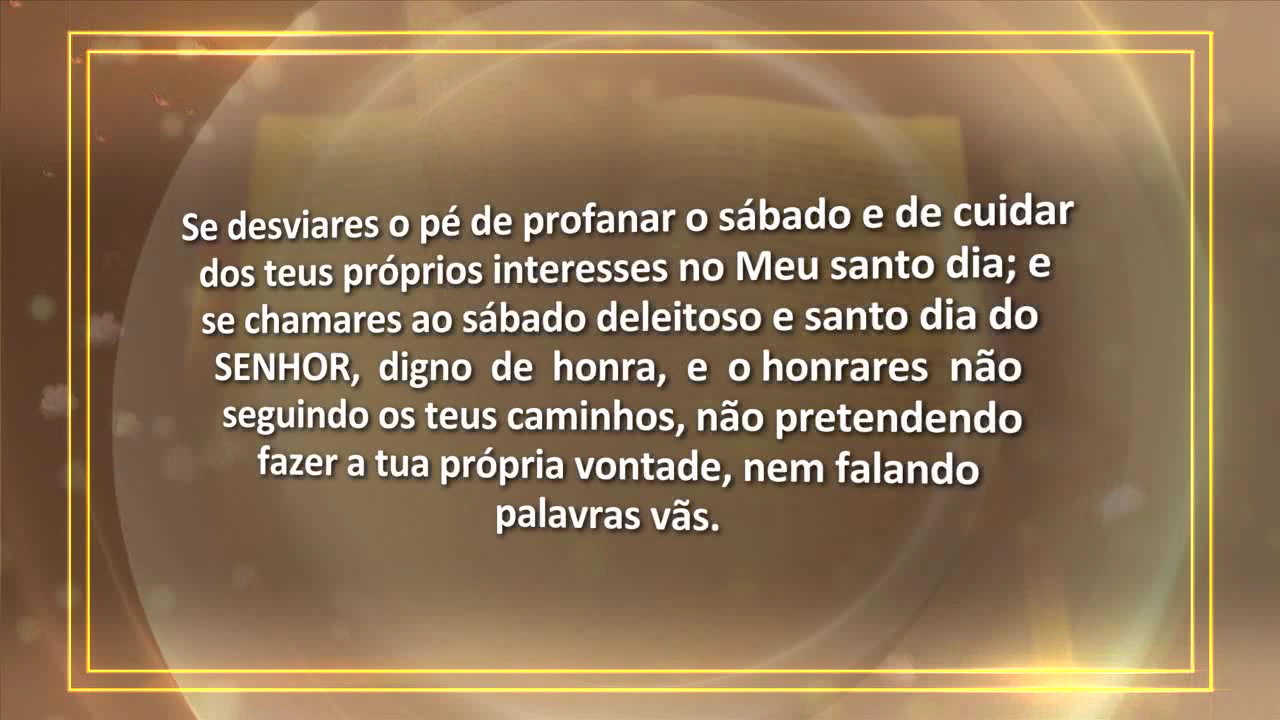 Se desviares o pé de profanar o sábado e de cuidar
dos teus próprios interesses no Meu santo dia; e
se chamares ao sábado deleitoso e santo dia do
SENHOR, digno de honra, e o honrares não
seguindo os teus caminhos, não pretendendo
fazer a tua própria vontade, nem falando
palavras vãs.